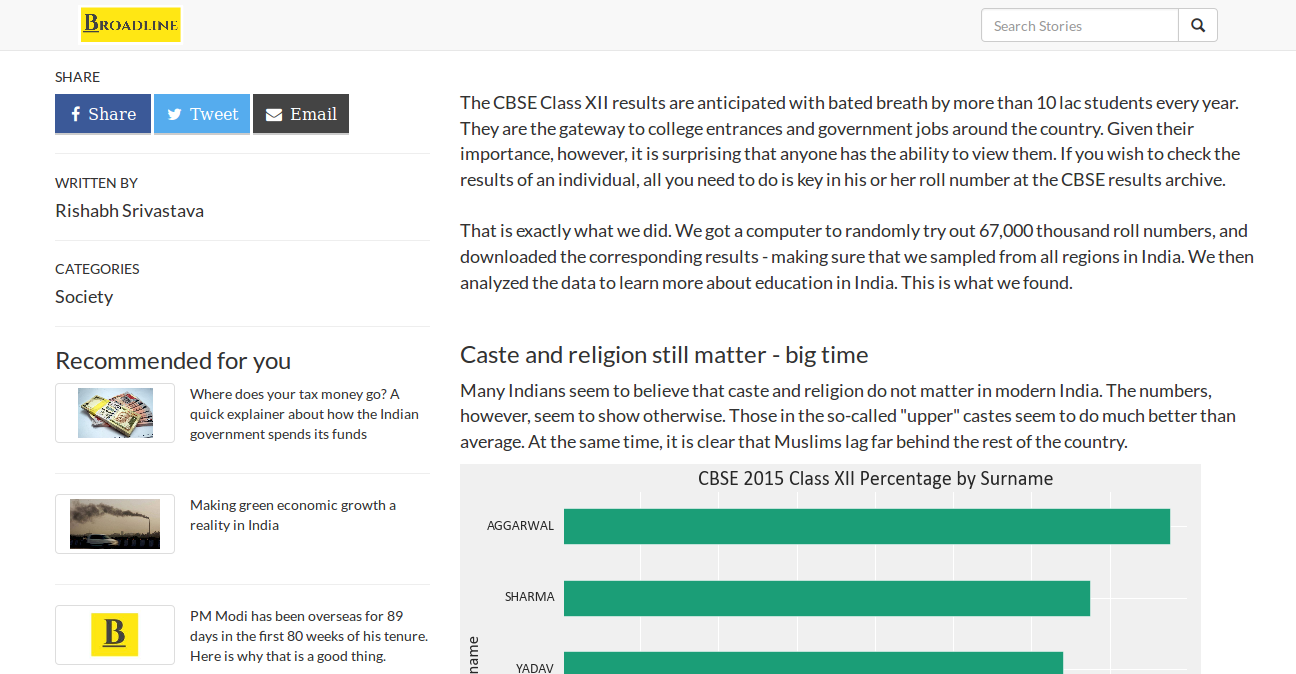 BROADLINE
Search Stories
SHARE
Share
Tweet
Email
WRITTEN BY
Rishabh Srivastava
CATEGORIES
Society
Recommended for you
Where does your tax money go? A
quick explainer about how the Indian
government spends its funds
Making green economic growth a
reality in India
B
PM Modi has been overseas for 89
days in the first 80 weeks of his tenure.
Here is why that is a good thing.
The CBSE Class XII results are anticipated with bated breath by more than 10 lac students every year.
They are the gateway to college entrances and government jobs around the country. Given their
importance, however, it is surprising that anyone has the ability to view them. If you wish to check the
results of an individual, all you need to do is key in his or her roll number at the CBSE results archive.
That is exactly what we did. We got a computer to randomly try out 67,000 thousand roll numbers, and
downloaded the corresponding results - making sure that we sampled from all regions in India. We then
analyzed the data to learn more about education in India. This is what we found.
Caste and religion still matter - big time
Many Indians seem to believe that caste and religion do not matter in modern India. The numbers,
however, seem to show otherwise. Those in the so-called "upper" castes seem to do much better than
average. At the same time, it is clear that Muslims lag far behind the rest of the country.
CBSE 2015 Class XII Percentage by Surname
AGGARWAL
SHARMA
YADAV
name